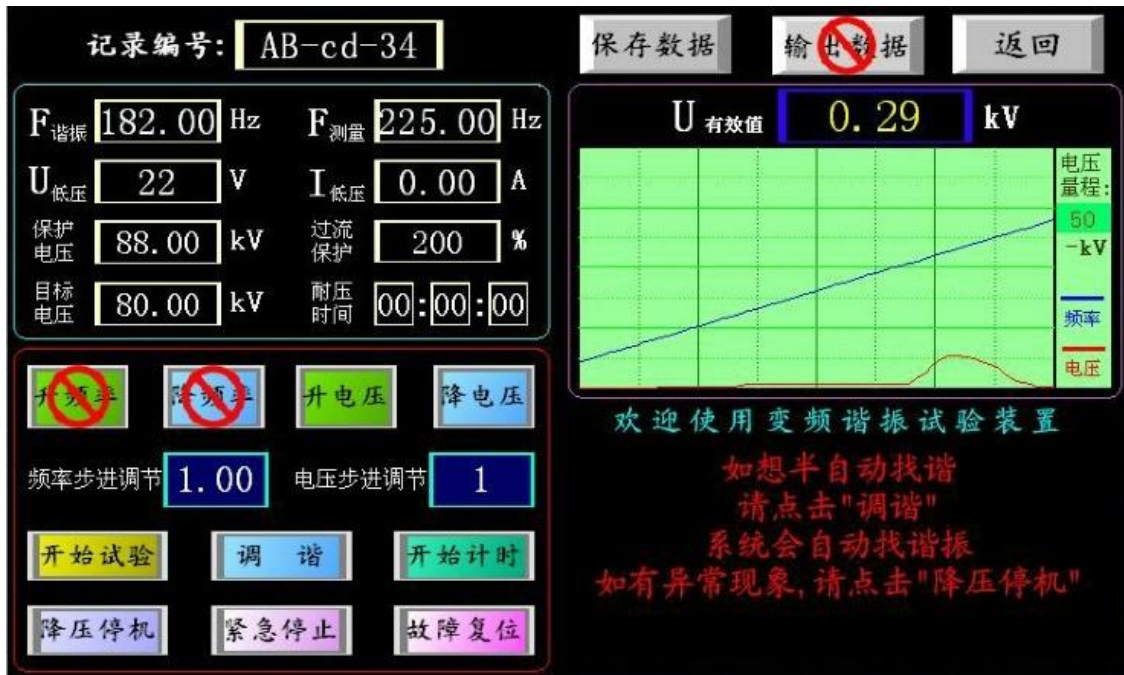 记录编号: AB-cd-34
保存数据 输出数据 返回
F谐振 182.00 Hz F测量 225.00 Hz
U低压 22 V I低压 0.00 A
保护电压 88.00 kV 过流保护 200 %
目标电压 80.00 kV 耐压时间 00:00:00
U有效值 0.29 kV
电压
量程:
50
-kV
频率
电压
升频率 降频率 升电压 降电压
频率步进调节 1.00 电压步进调节 1
开始试验 调 谐 开始计时
降压停机 紧急停止 故障复位
欢迎使用变频谐振试验装置
如想半自动找谐
请点击"调谐"
系统会自动找谐振
如有异常现象,请点击"降压停机"